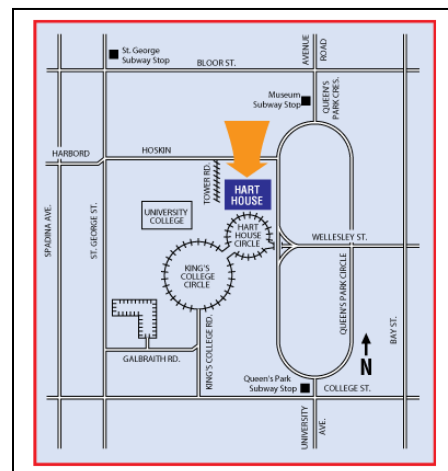 AVENUE
ROAD
St. George
Subway Stop
BLOOR ST.
Museum
Subway Stop
QUEEN'S
PARK CRES.
HARBORD
HOSKIN
TOWER RD.
HART
HOUSE
UNIVERSITY
COLLEGE
HART
HOUSE
CIRCLE
SPADINA AVE.
ST. GEORGE ST.
WELLESLEY ST.
KING'S
COLLEGE
CIRCLE
QUEEN'S PARK CIRCLE
BAY ST.
KING'S COLLEGE RD.
GALBRAITH RD.
N
Queen's Park
Subway Stop
COLLEGE ST.
UNIVERSITY
AVE.